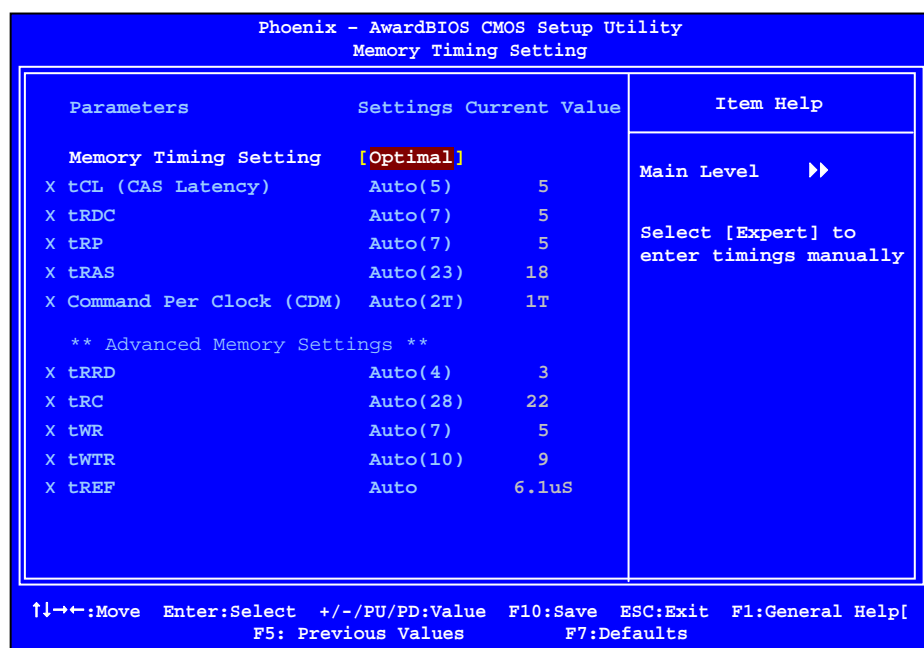 Phoenix – AwardBIOS CMOS Setup Utility
Memory Timing Setting
Parameters Settings Current Value Item Help
Memory Timing Setting [Optimal]
Main Level ▶▶
X tCL (CAS Latency) Auto(5) 5
X tRDC Auto(7) 5
Select [Expert] to
enter timings manually
X tRP Auto(7) 5
X tRAS Auto(23) 18
X Command Per Clock (CDM) Auto(2T) 1T
** Advanced Memory Settings **
X tRRD Auto(4) 3
X tRC Auto(28) 22
X tWR Auto(7) 5
X tWTR Auto(10) 9
X tREF Auto 6.1uS
↑↓→←:Move Enter:Select +/-/PU/PD:Value F10:Save ESC:Exit F1:General Help[
F5: Previous Values F7:Defaults